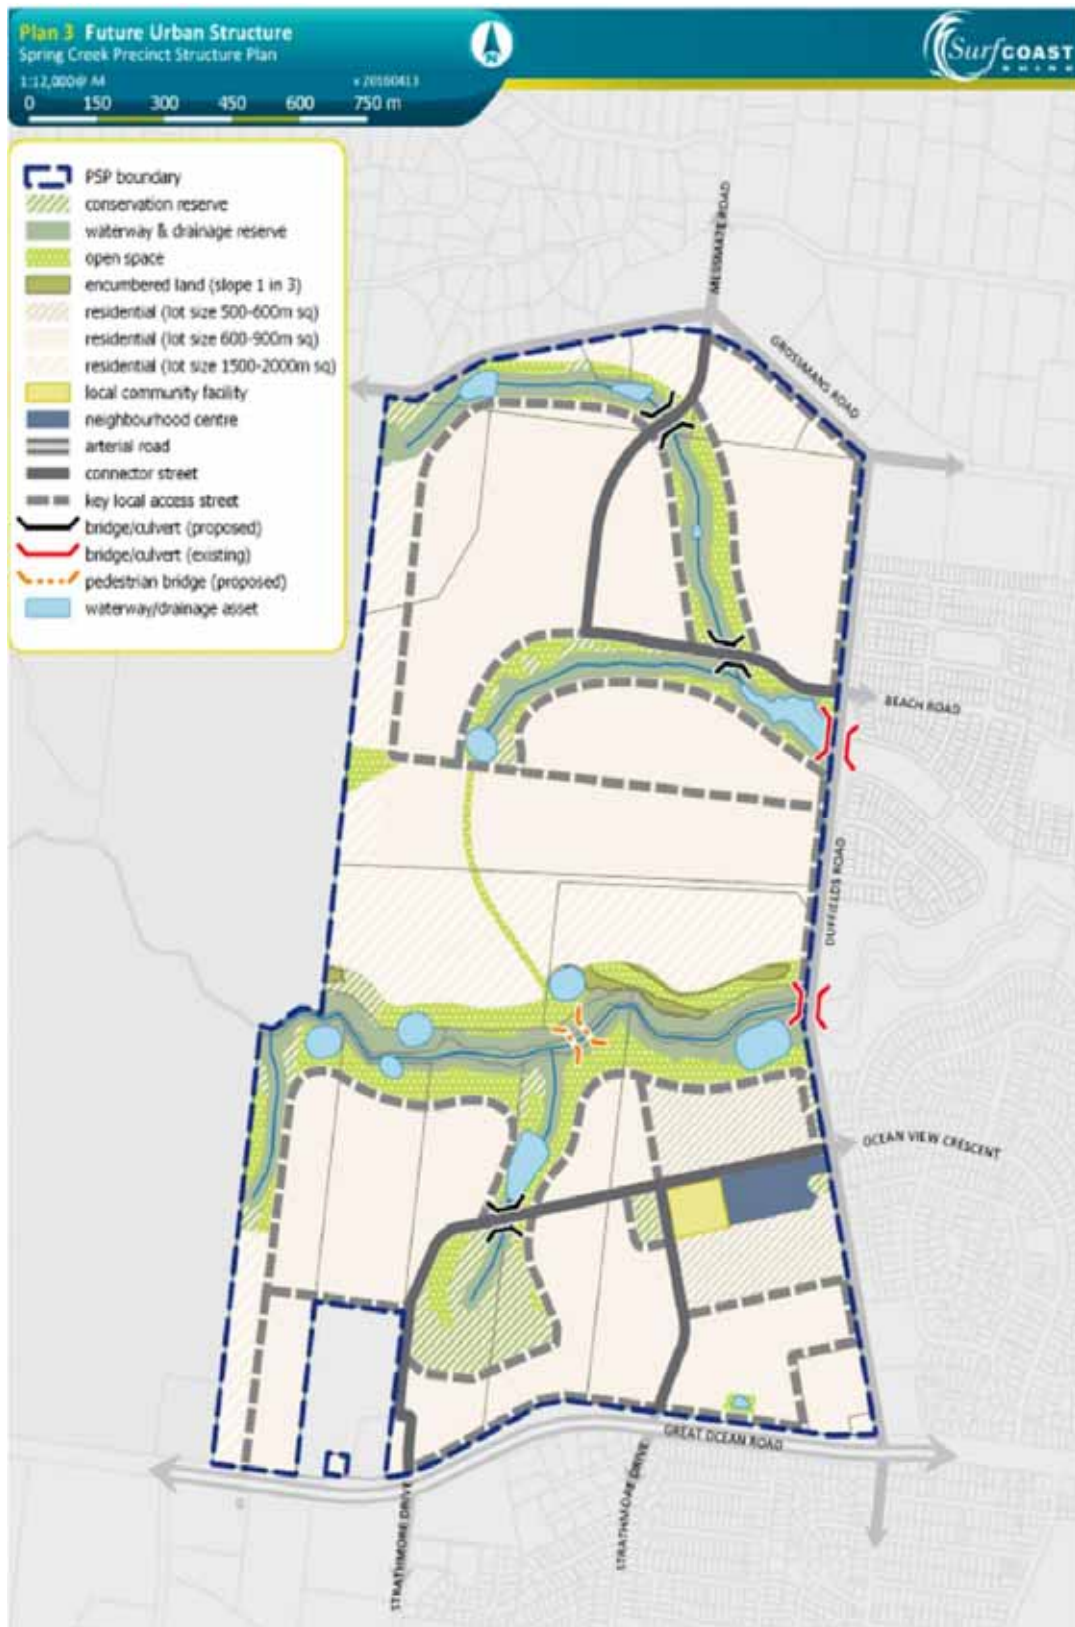 Plan 3 Future Urban Structure
Spring Creek Precinct Structure Plan
1:12,000@ A4
v 20160413
0 150 300 450 600 750 m
N
Surf COAST
SHIRE
PSP boundary
conservation reserve
waterway & drainage reserve
open space
encumbered land (slope 1 in 3)
residential (lot size 500-600m sq)
residential (lot size 600-900m sq)
residential (lot size 1500-2000m sq)
local community facility
neighbourhood centre
arterial road
connector street
key local access street
bridge/culvert (proposed)
bridge/culvert (existing)
pedestrian bridge (proposed)
waterway/drainage asset
MESSMATE ROAD
GROSSMANS ROAD
BEACH ROAD
DUFFIELDS ROAD
OCEAN VIEW CRESCENT
GREAT OCEAN ROAD
STRATHMORE DRIVE
STRATHMORE DRIVE